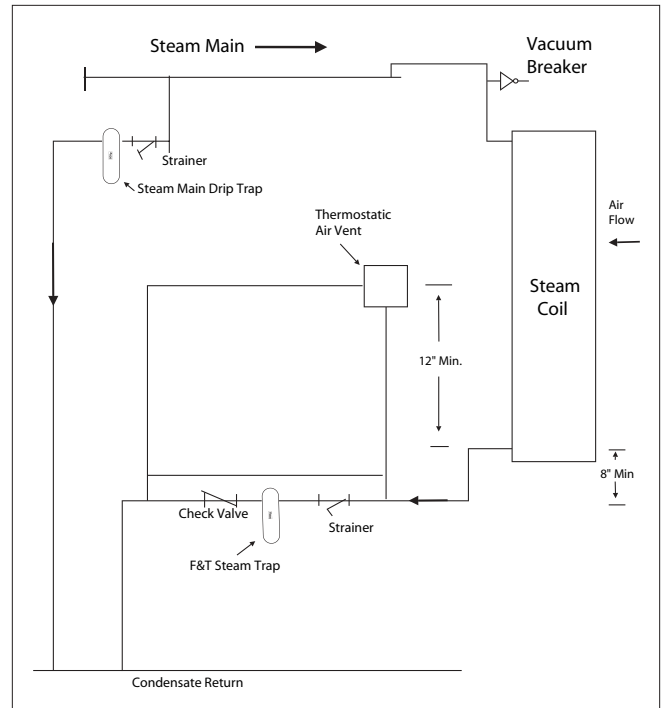 Steam Main
Vacuum
Breaker
Strainer
Steam Main Drip Trap
Thermostatic
Air Vent
Air
Flow
Steam
Coil
12" Min.
8" Min
Check Valve
Strainer
F&T Steam Trap
Condensate Return